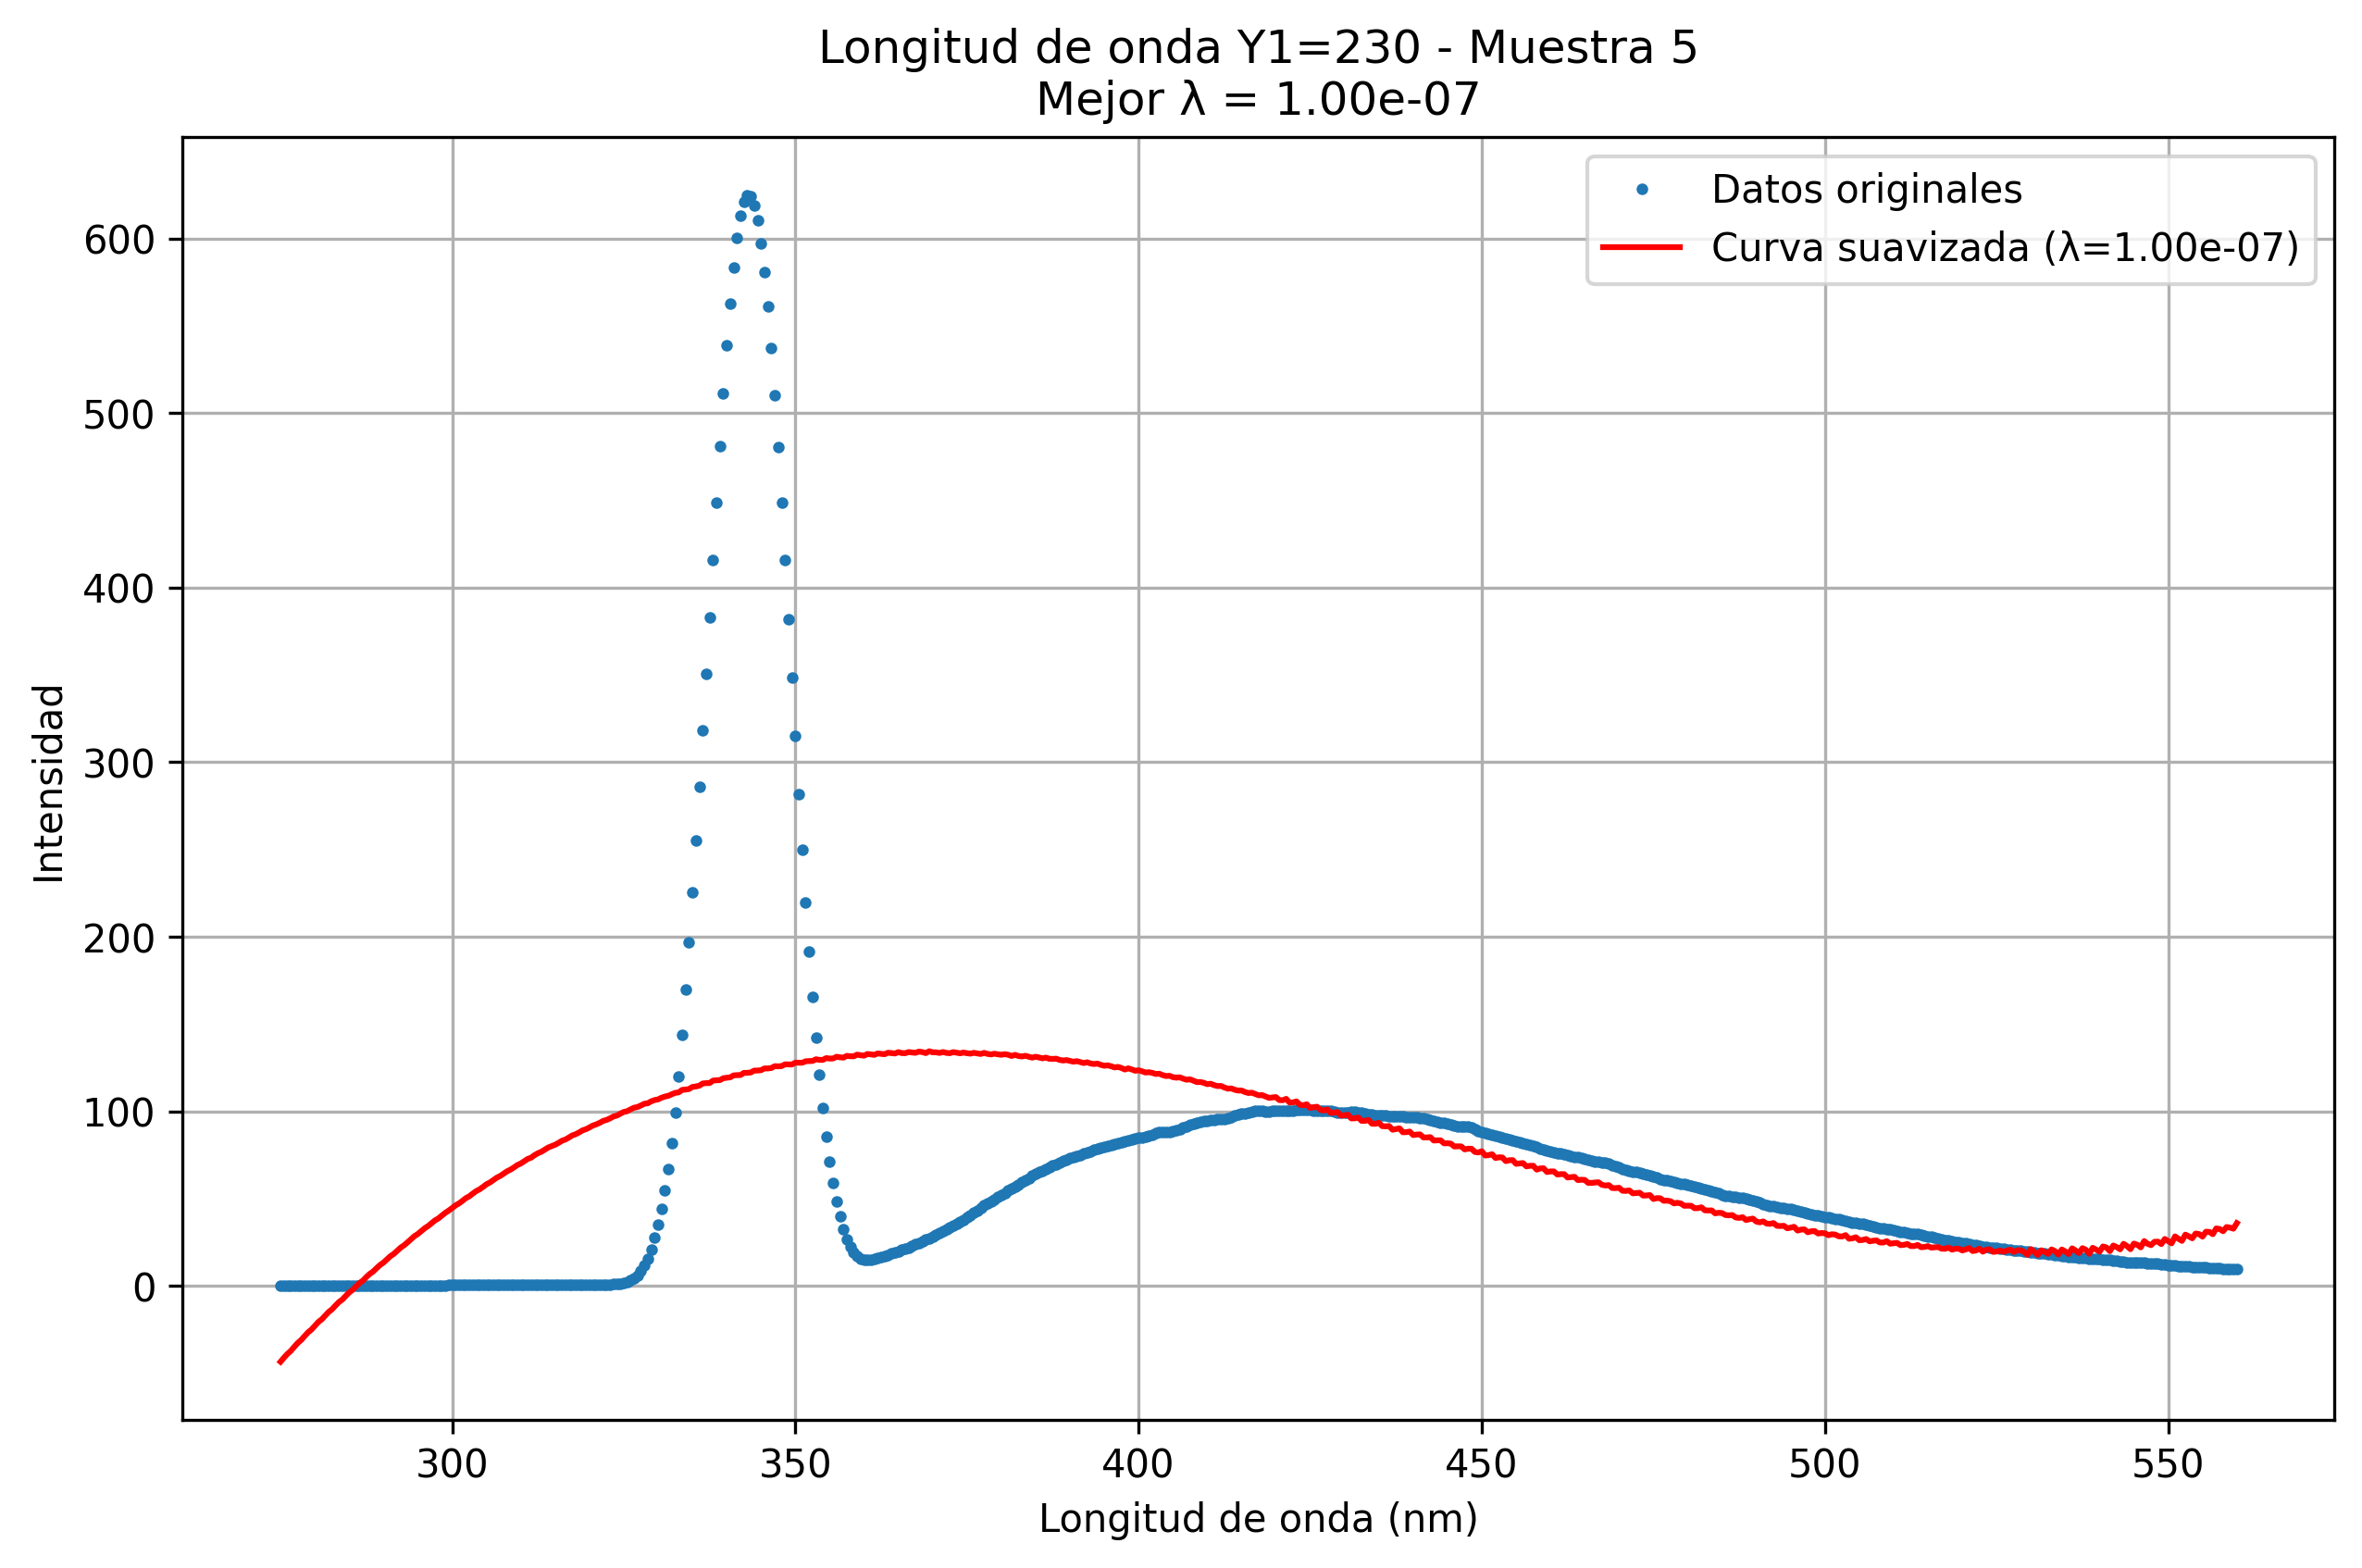 Longitud de onda Y1=230 - Muestra 5
Mejor λ = 1.00e-07
Datos originales
Curva suavizada (λ=1.00e-07)
Intensidad
600
500
400
300
200
100
0
300 350 400 450 500 550
Longitud de onda (nm)